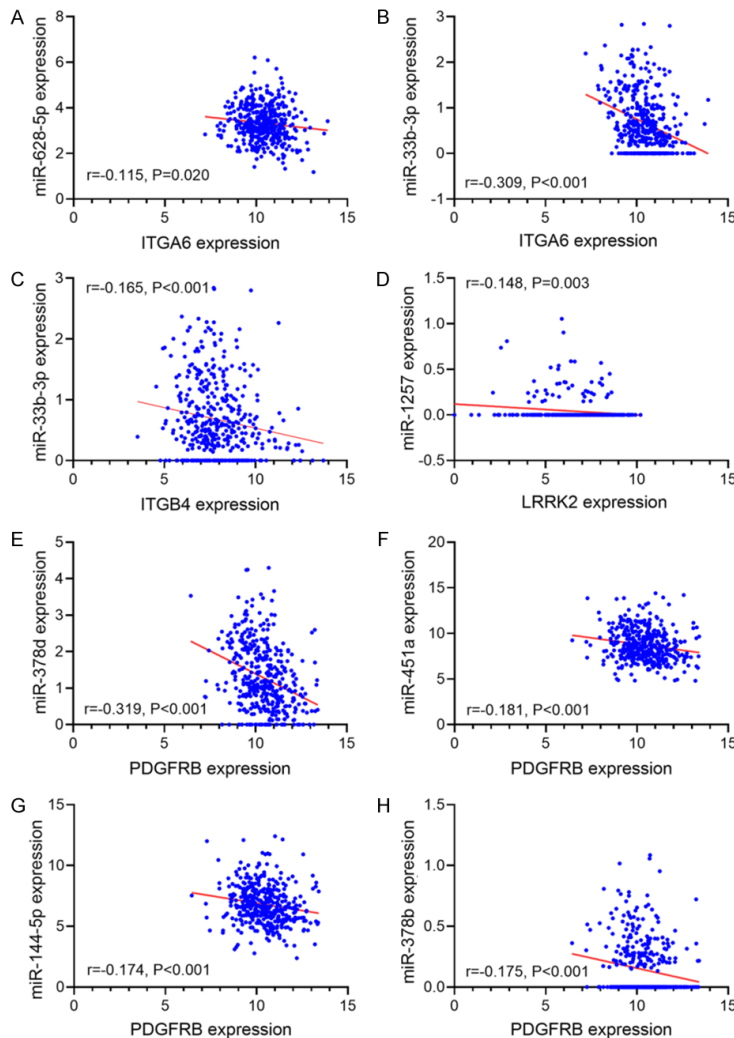 A
miR-628-5p expression
8
6
4
2
0
r=-0.115, P=0.020
0 5 10 15
ITGA6 expression
B
miR-33b-3p expression
3
2
1
0
-1
r=-0.309, P<0.001
0 5 10 15
ITGA6 expression
C
miR-33b-3p expression
3
2
1
0
r=-0.165, P<0.001
0 5 10 15
ITGB4 expression
D
miR-1257 expression
1.5
1.0
0.5
0.0
-0.5
r=-0.148, P=0.003
0 5 10 15
LRRK2 expression
E
miR-378d expression
5
4
3
2
1
0
r=-0.319, P<0.001
0 5 10 15
PDGFRB expression
F
miR-451a expression
20
15
10
5
0
r=-0.181, P<0.001
0 5 10 15
PDGFRB expression
G
miR-144-5p expression
15
10
5
0
r=-0.174, P<0.001
0 5 10 15
PDGFRB expression
H
miR-378b expression
1.5
1.0
0.5
0.0
r=-0.175, P<0.001
0 5 10 15
PDGFRB expression